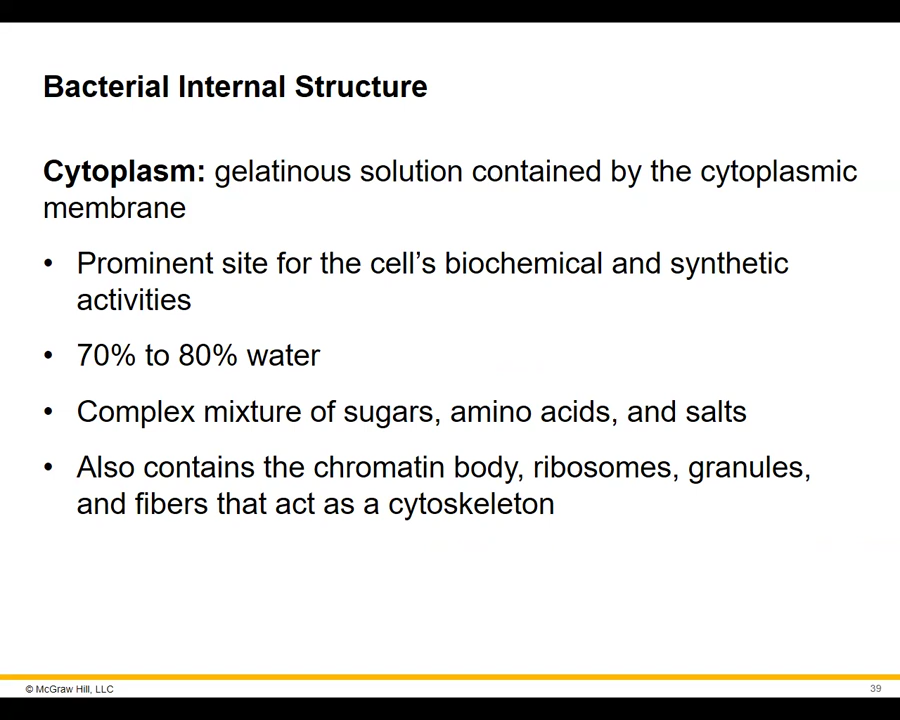 Bacterial Internal Structure
Cytoplasm: gelatinous solution contained by the cytoplasmic
membrane
• Prominent site for the cell’s biochemical and synthetic
activities
• 70% to 80% water
• Complex mixture of sugars, amino acids, and salts
• Also contains the chromatin body, ribosomes, granules,
and fibers that act as a cytoskeleton
© McGraw Hill, LLC
39